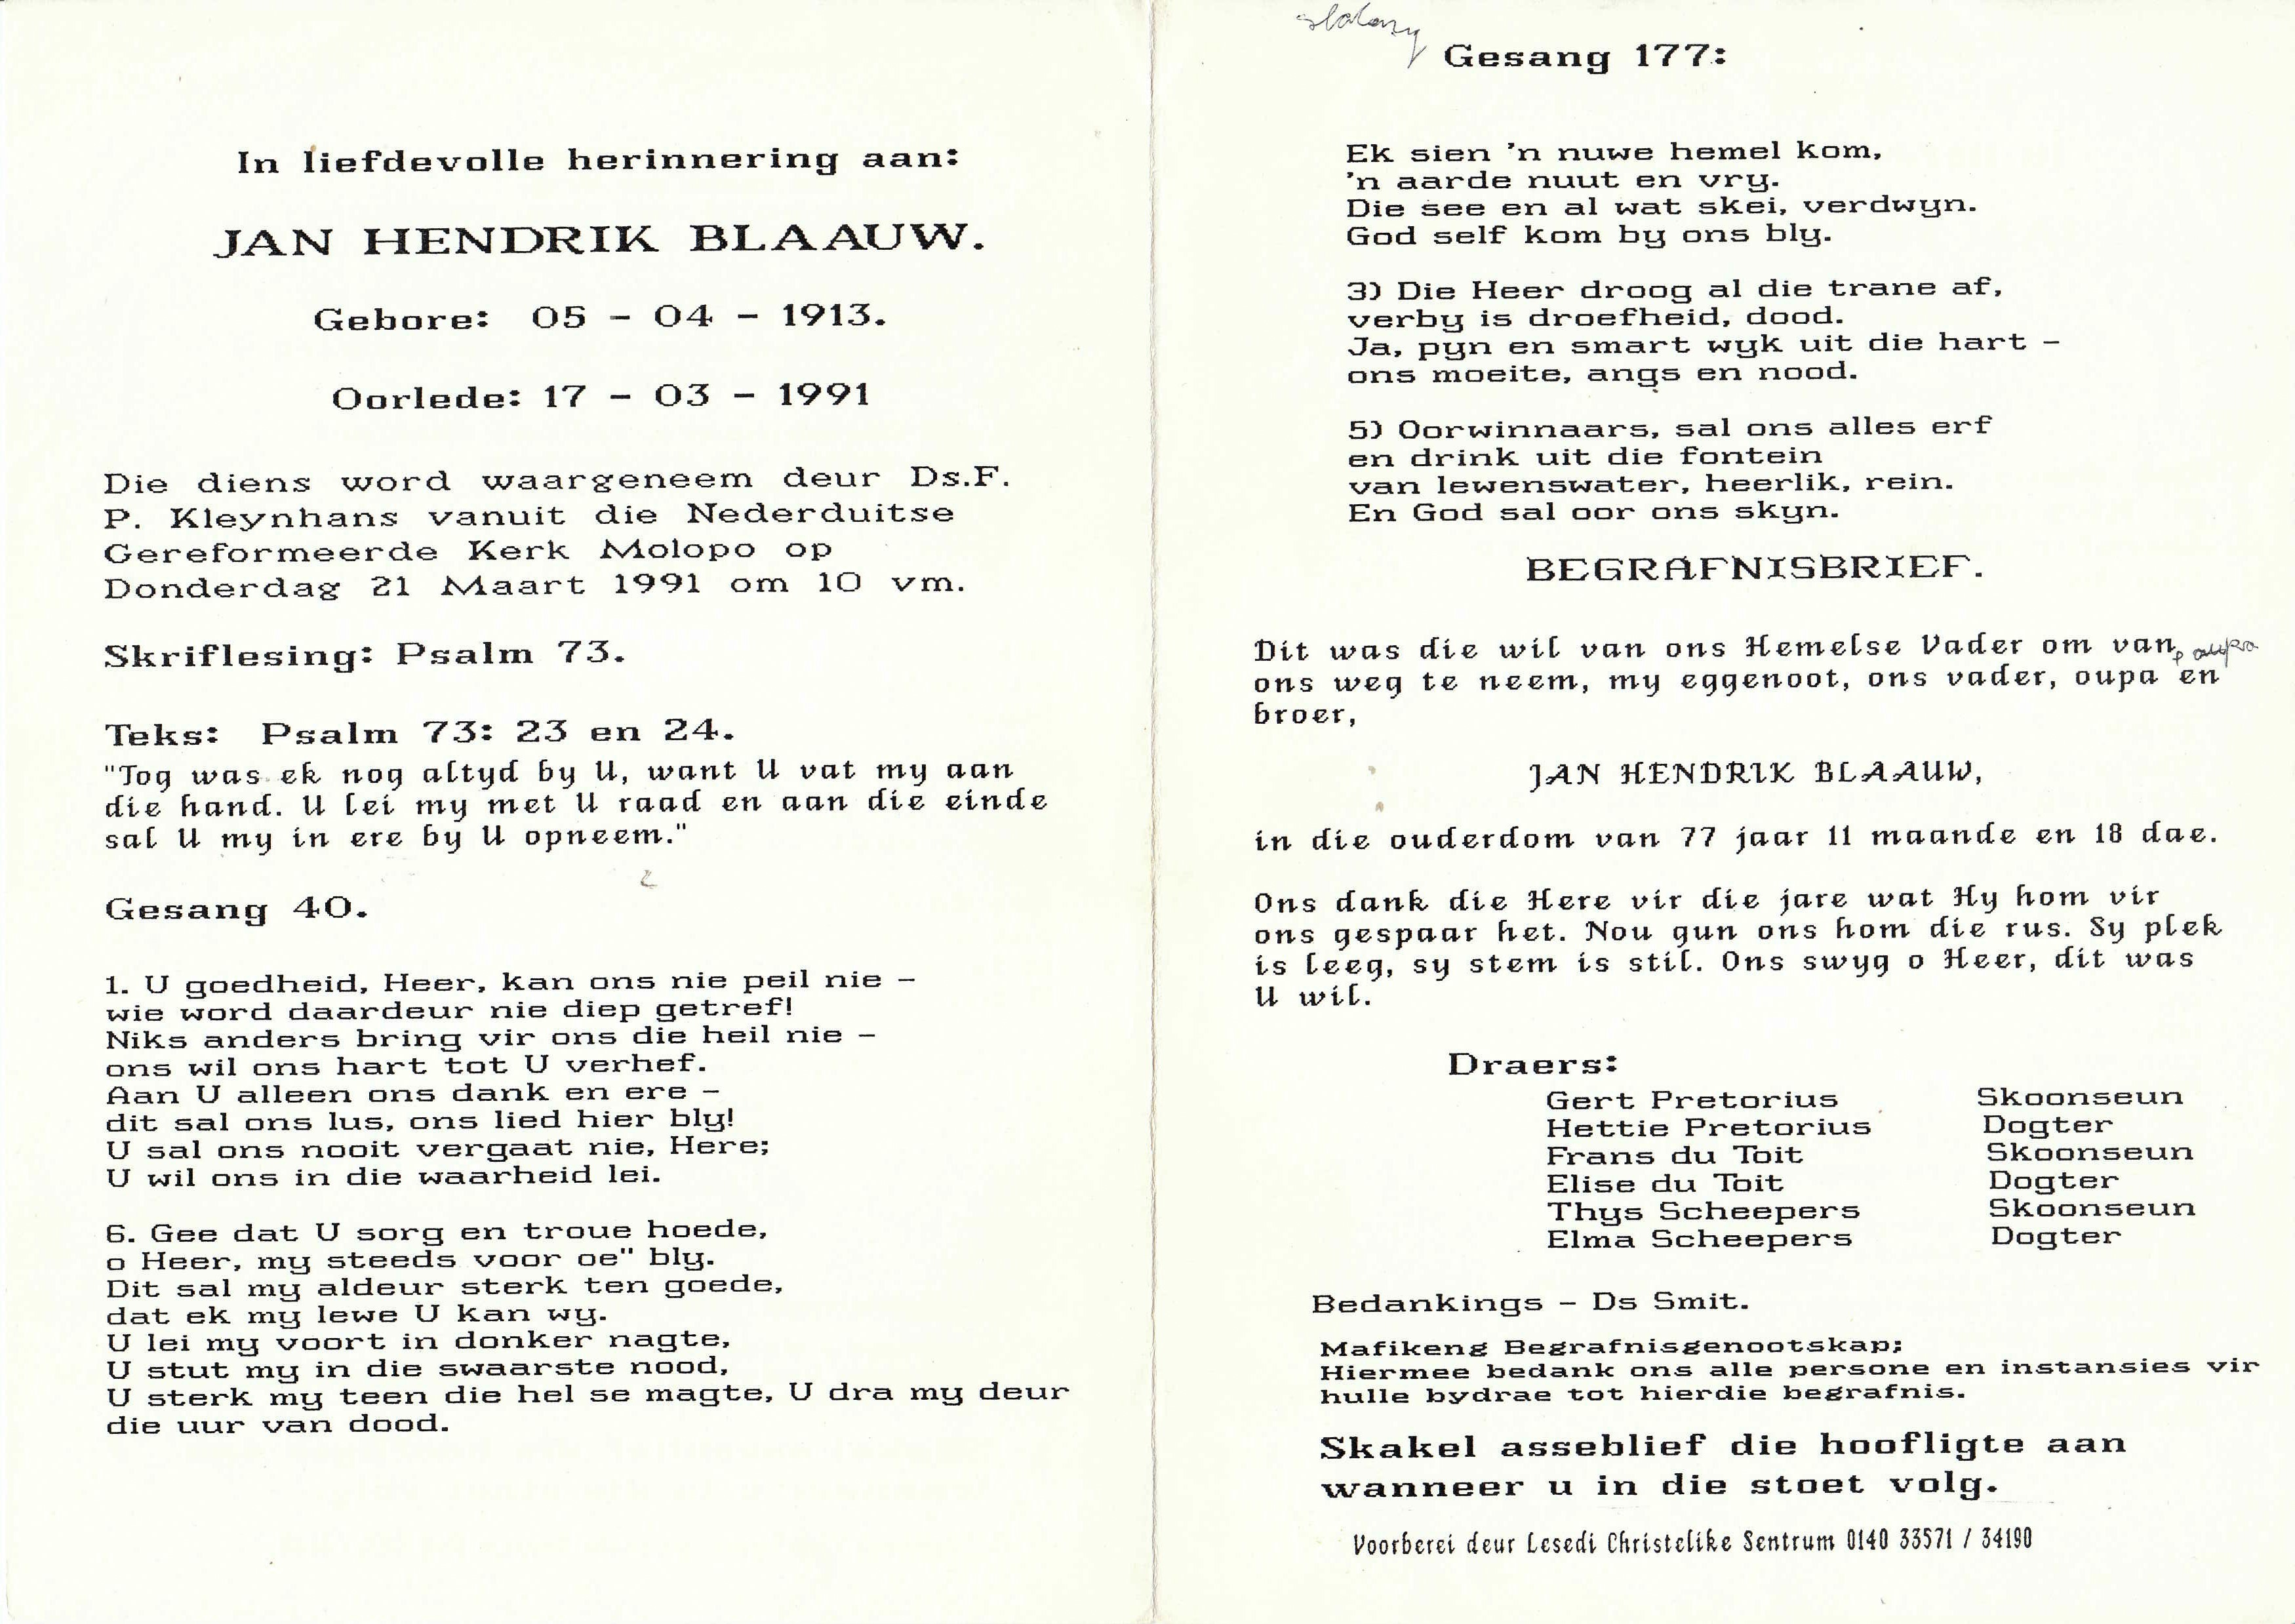 In liefdevolle herinnering aan:
JAN HENDRIK BLAAUW.
Gebore: 05 - 04 - 1913.
Oorlede: 17 - 03 - 1991
Die diens word waargeneem deur Ds.F.
P. Kleynhans vanuit die Nederduitse
Gereformeerde Kerk Molopo op
Donderdag 21 Maart 1991 om 10 vm.
Skriflesing: Psalm 73.
Teks: Psalm 73: 23 en 24.
"Tog was ek nog altyd by U, want U vat my aan
die hand. U lei my met U raad en aan die einde
sal U my in ere by U opneem."
Gesang 40.
1. U goedheid, Heer, kan ons nie peil nie -
wie word daardeur nie diep getref!
Niks anders bring vir ons die heil nie -
ons wil ons hart tot U verhef.
Aan U alleen ons dank en ere -
dit sal ons lus, ons lied hier bly!
U sal ons nooit vergaat nie, Here;
U wil ons in die waarheid lei.
6. Gee dat U sorg en troue hoede,
o Heer, my steeds voor oe" bly.
Dit sal my aldeur sterk ten goede,
dat ek my lewe U kan wy.
U lei my voort in donker nagte,
U stut my in die swaarste nood,
U sterk my teen die hel se magte, U dra my deur
die uur van dood.
Gesang 177:
Ek sien 'n nuwe hemel kom,
'n aarde nuut en vry.
Die see en al wat skei, verdwyn.
God self kom by ons bly.
3) Die Heer droog al die trane af,
verby is droefheid, dood.
Ja, pyn en smart wyk uit die hart -
ons moeite, angs en nood.
5) Oorwinnaars, sal ons alles erf
en drink uit die fontein
van lewenswater, heerlik, rein.
En God sal oor ons skyn.
BEGRAFNISBRIEF.
Dit was die wil van ons Hemelse Vader om van
ons weg te neem, my eggenoot, ons vader, oupa en
broer,
JAN HENDRIK BLAAUW,
in die ouderdom van 77 jaar 11 maande en 18 dae.
Ons dank die Here vir die jare wat Hy hom vir
ons gespaar het. Nou gun ons hom die rus. Sy plek
is leeg, sy stem is stil. Ons swyg o Heer, dit was
U wil.
Draers:
Gert Pretorius Skoonseun
Hettie Pretorius Dogter
Frans du Toit Skoonseun
Elise du Toit Dogter
Thys Scheepers Skoonseun
Elma Scheepers Dogter
Bedankings - Ds Smit.
Mafikeng Begrafnisgenootskap;
Hiermee bedank ons alle persone en instansies vir
hulle bydrae tot hierdie begrafnis.
Skakel asseblief die hoofligte aan
wanneer u in die stoet volg.
Voorberei deur Lesedi Christelike Sentrum 0140 33571 / 34190